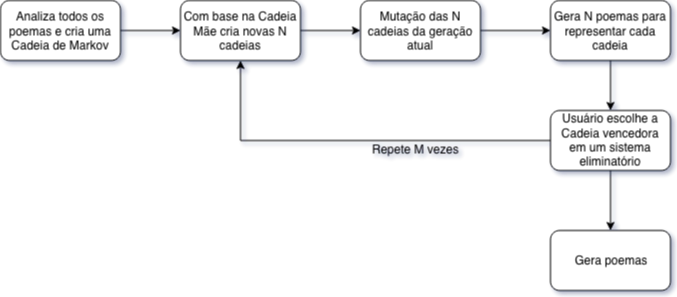 Analiza todos os
poemas e cria uma
Cadeia de Markov
Com base na Cadeia
Mãe cria novas N
cadeias
Mutação das N
cadeias da geração
atual
Gera N poemas para
representar cada
cadeia
Usuário escolhe a
Cadeia vencedora
em um sistema
eliminatório
Repete M vezes
Gera poemas